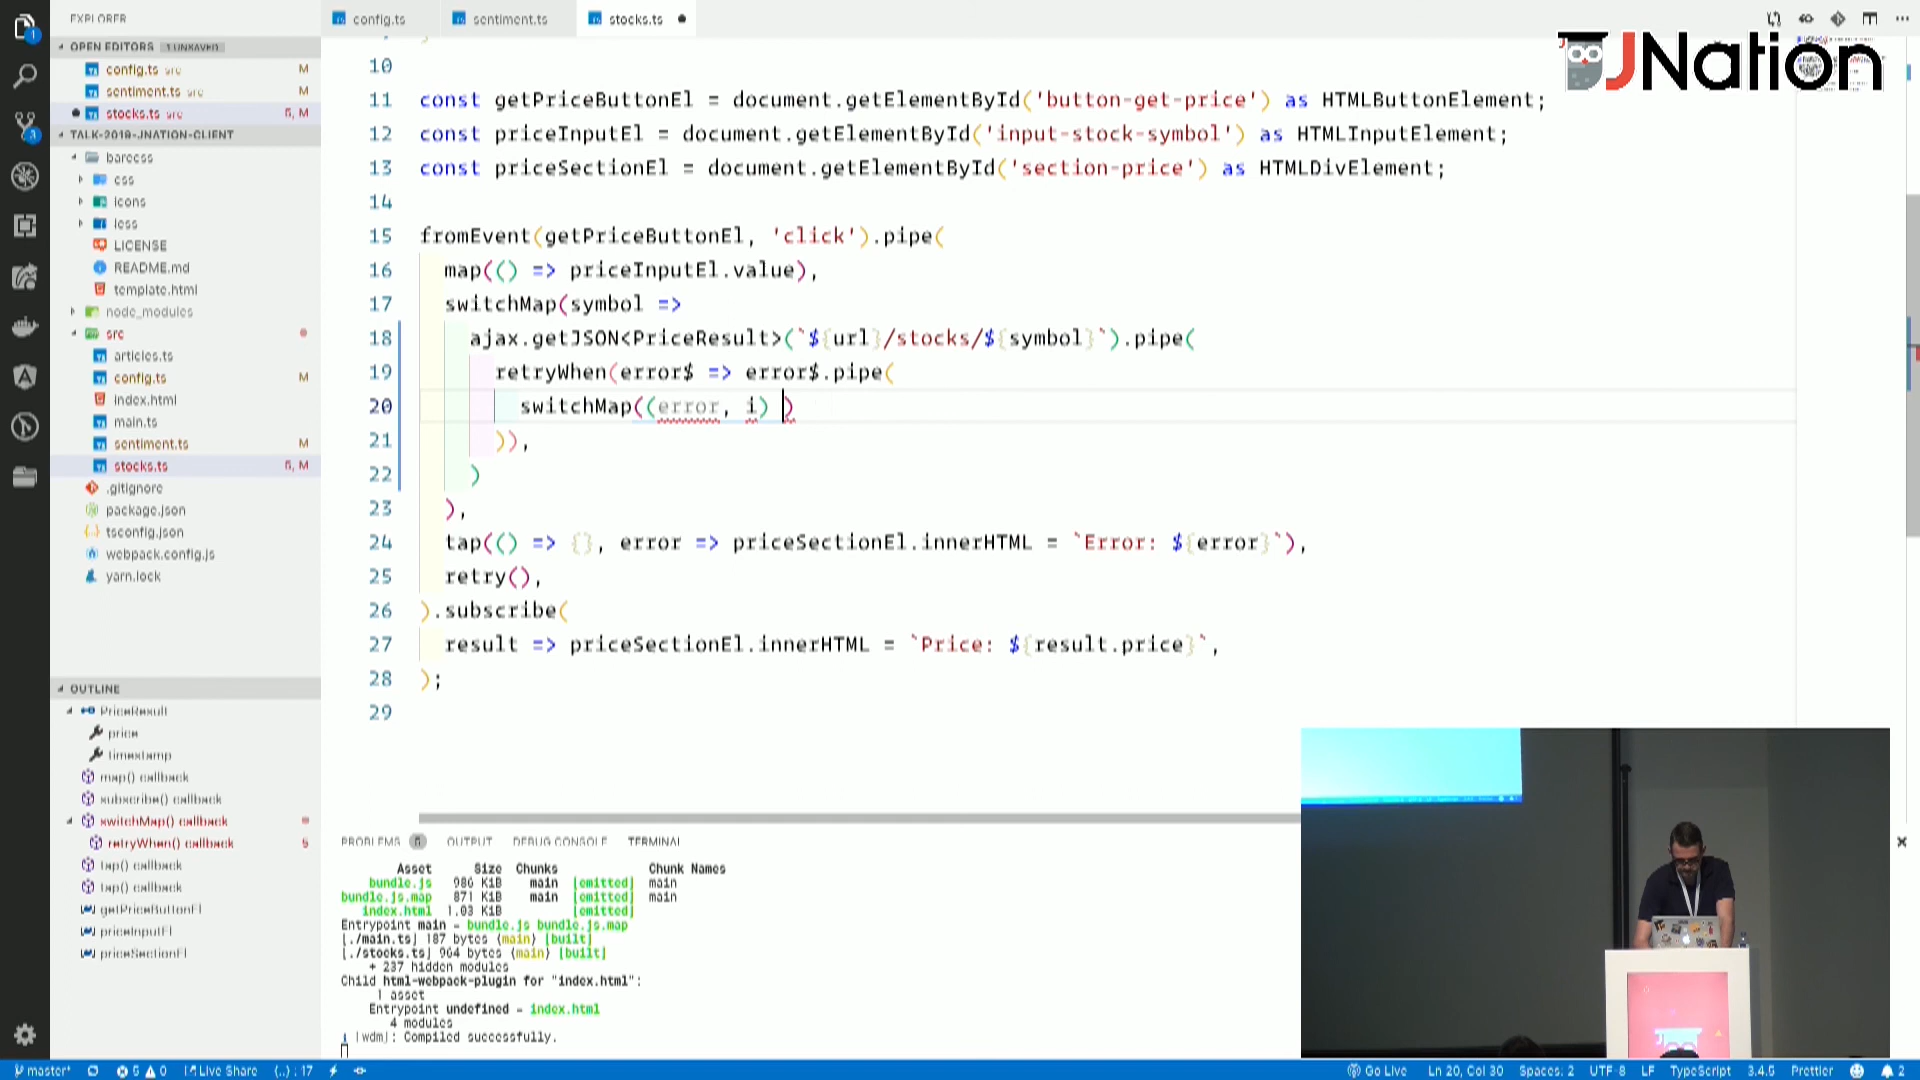 EXPLORER
OPEN EDITORS 1 UNSAVED
config.ts src M
sentiment.ts src M
stocks.ts src 5, M
TALK-2019-JNATION-CLIENT
barecss
css
icons
less
LICENSE
README.md
template.html
node_modules
src
articles.ts
config.ts M
index.html
main.ts
sentiment.ts M
stocks.ts 5, M
.gitignore
package.json
tsconfig.json
webpack.config.js
yarn.lock
OUTLINE
PriceResult
price
timestamp
map() callback
subscribe() callback
switchMap() callback
retryWhen() callback 5
tap() callback
tap() callback
getPriceButtonEl
priceInputEl
priceSectionEl
config.ts sentiment.ts stocks.ts
JNation
10
11 const getPriceButtonEl = document.getElementById('button-get-price') as HTMLButtonElement;
12 const priceInputEl = document.getElementById('input-stock-symbol') as HTMLInputElement;
13 const priceSectionEl = document.getElementById('section-price') as HTMLDivElement;
14
15 fromEvent(getPriceButtonEl, 'click').pipe(
16 map(() => priceInputEl.value),
17 switchMap(symbol =>
18 ajax.getJSON<PriceResult>(`${url}/stocks/${symbol}`).pipe(
19 retryWhen(error$ => error$.pipe(
20 switchMap((error, i) )
21 )),
22 )
23 ),
24 tap(() => {}, error => priceSectionEl.innerHTML = `Error: ${error}`),
25 retry(),
26 ).subscribe(
27 result => priceSectionEl.innerHTML = `Price: ${result.price}`,
28 );
29
PROBLEMS 5 OUTPUT DEBUG CONSOLE TERMINAL
Asset Size Chunks Chunk Names
bundle.js 986 KiB main [emitted] main
bundle.js.map 871 KiB main [emitted] main
index.html 1.03 KiB [emitted]
Entrypoint main = bundle.js bundle.js.map
[./main.ts] 187 bytes {main} [built]
[./stocks.ts] 964 bytes {main} [built]
+ 237 hidden modules
Child html-webpack-plugin for "index.html":
1 asset
Entrypoint undefined = index.html
4 modules
i ｢wdm｣: Compiled successfully.
master* 5 0 Live Share {..} : 17 Go Live Ln 20, Col 30 Spaces: 2 UTF-8 LF TypeScript 3.4.5 Prettier 2